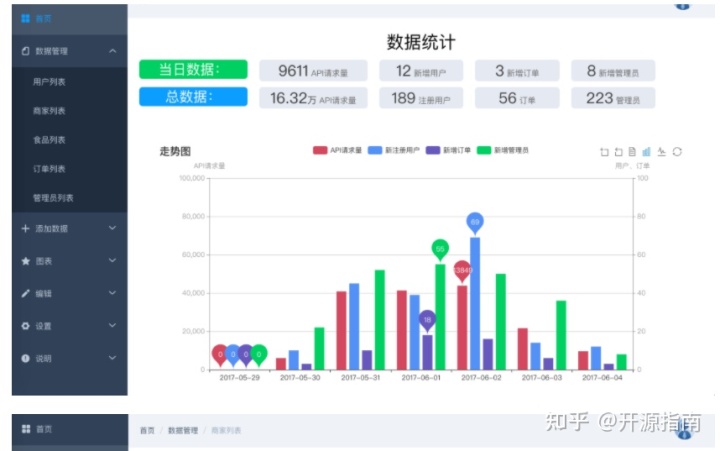 首页
数据管理
用户列表
商家列表
食品列表
订单列表
管理员列表
添加数据
图表
编辑
设置
说明
数据统计
当日数据： 9611 API请求量 12 新增用户 3 新增订单 8 新增管理员
总数据： 16.32万 API请求量 189 注册用户 56 订单 223 管理员
走势图
API请求量 新注册用户 新增订单 新增管理员
API请求量 用户、订单
100,000 100
80,000 80
60,000 60
40,000 40
20,000 20
0 0
69
55
18
0 0 0 0
2017-05-29 2017-05-30 2017-05-31 2017-06-01 2017-06-02 2017-06-03 2017-06-04
首页 首页 / 数据管理 / 商家列表
知乎 @开源指南